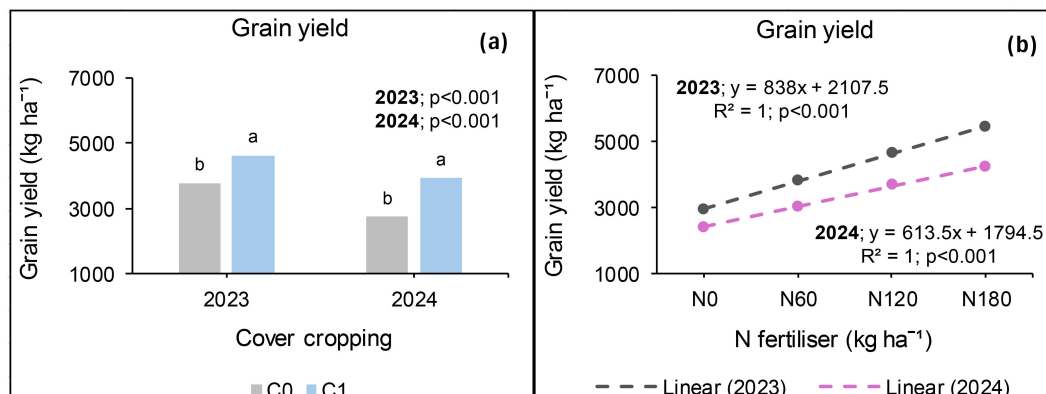 Grain yield
(a)
Grain yield (kg ha⁻¹)
7000
5000
3000
1000
2023; p<0.001
2024; p<0.001
b
a
b
a
2023
2024
Cover cropping
C0
C1
Grain yield
(b)
Grain yield (kg ha⁻¹)
7000
5000
3000
1000
2023; y = 838x + 2107.5
R² = 1; p<0.001
2024; y = 613.5x + 1794.5
R² = 1; p<0.001
N0
N60
N120
N180
N fertiliser (kg ha⁻¹)
Linear (2023)
Linear (2024)